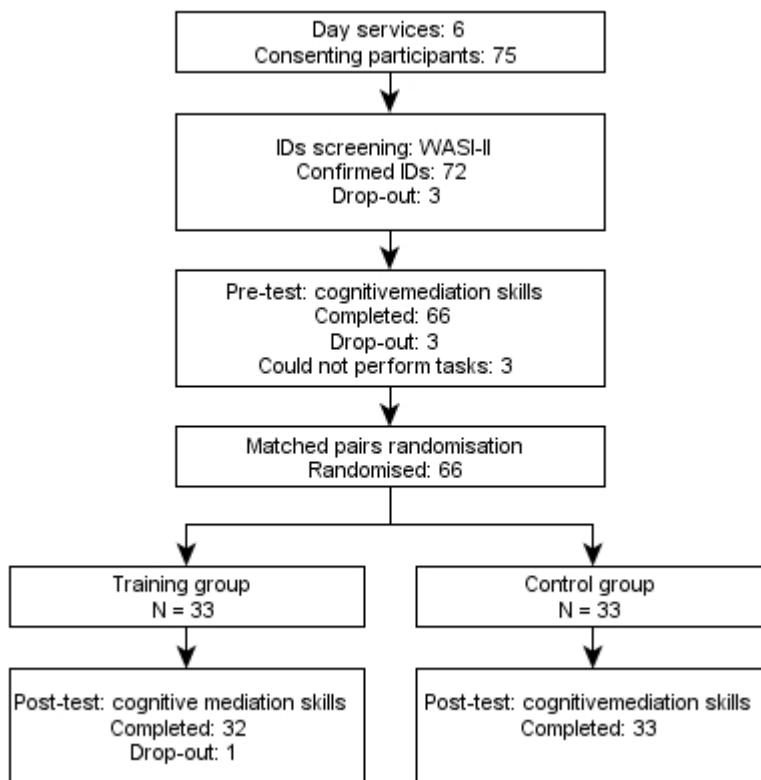 Day services: 6
Consenting participants: 75
IDs screening: WASI-II
Confirmed IDs: 72
Drop-out: 3
Pre-test: cognitivemediation skills
Completed: 66
Drop-out: 3
Could not perform tasks: 3
Matched pairs randomisation
Randomised: 66
Training group
N = 33
Control group
N = 33
Post-test: cognitive mediation skills
Completed: 32
Drop-out: 1
Post-test: cognitivemediation skills
Completed: 33